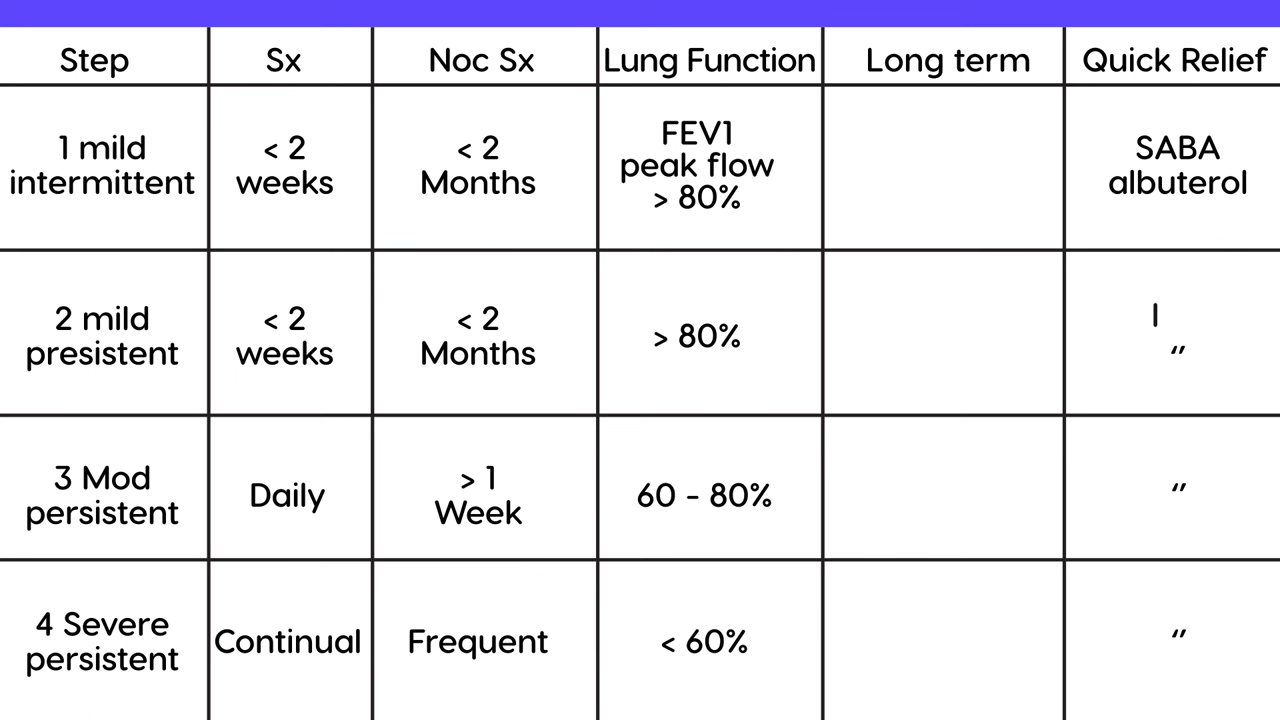 Step Sx Noc Sx Lung Function Long term Quick Relief
1 mild
intermittent
< 2
weeks
< 2
Months
FEV1
peak flow
> 80%
SABA
albuterol
2 mild
presistent
< 2
weeks
< 2
Months
> 80%
|
"
3 Mod
persistent
Daily
> 1
Week
60 - 80%
"
4 Severe
persistent
Continual
Frequent
< 60%
"